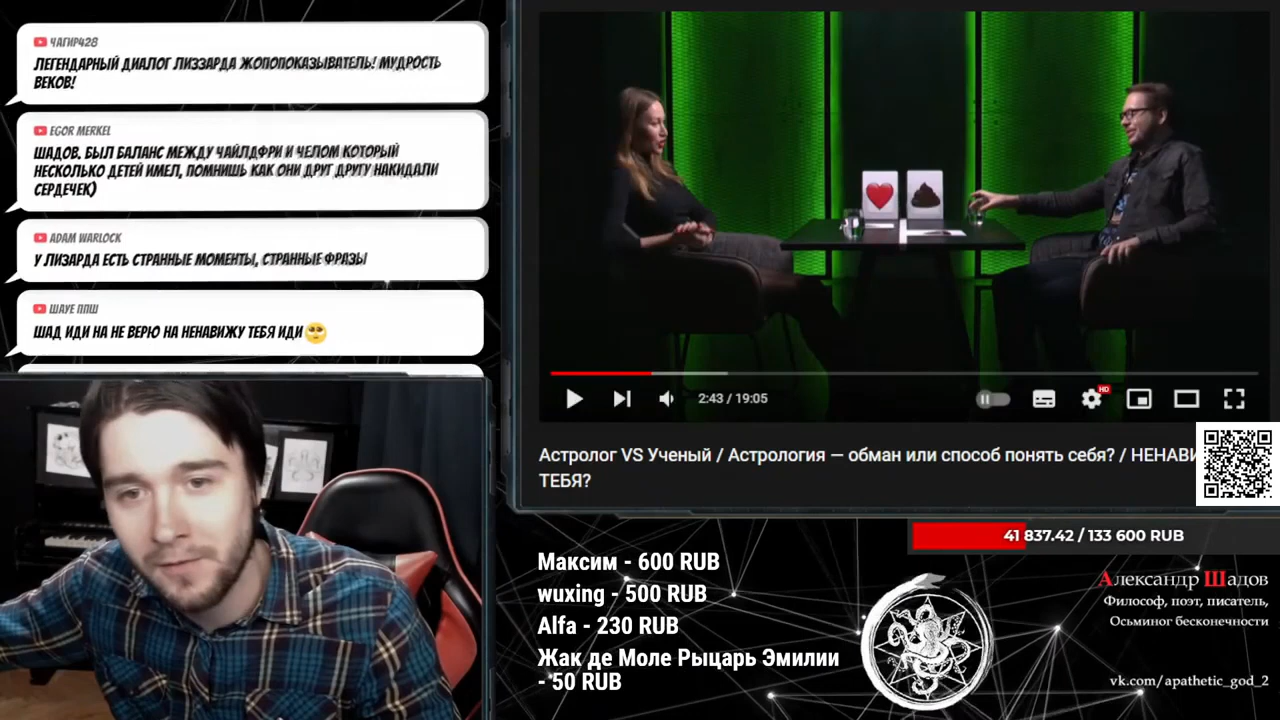 ЧАГИР428
ЛЕГЕНДАРНЫЙ ДИАЛОГ ЛИЗЗАРДА ЖОПОПОКАЗЫВАТЕЛЬ! МУДРОСТЬ
ВЕКОВ!
EGOR MERKEL
ШАДОВ. БЫЛ БАЛАНС МЕЖДУ ЧАЙЛДФРИ И ЧЕЛОМ КОТОРЫЙ
НЕСКОЛЬКО ДЕТЕЙ ИМЕЛ, ПОМНИШЬ КАК ОНИ ДРУГ ДРУГУ НАКИДАЛИ
СЕРДЕЧЕК)
ADAM WARLOCK
У ЛИЗАРДА ЕСТЬ СТРАННЫЕ МОМЕНТЫ, СТРАННЫЕ ФРАЗЫ
ШАУЕ ППШ
ШАД ИДИ НА НЕ ВЕРЮ НА НЕНАВИЖУ ТЕБЯ ИДИ🥺
2:43 / 19:05
HD
Астролог VS Ученый / Астрология — обман или способ понять себя? / НЕНАВИ
ТЕБЯ?
41 837.42 / 133 600 RUB
Максим - 600 RUB
wuxing - 500 RUB
Alfa - 230 RUB
Жак де Моле Рыцарь Эмилии
- 50 RUB
Александр Шадов
Философ, поэт, писатель,
Осьминог бесконечности
vk.com/apathetic_god_2